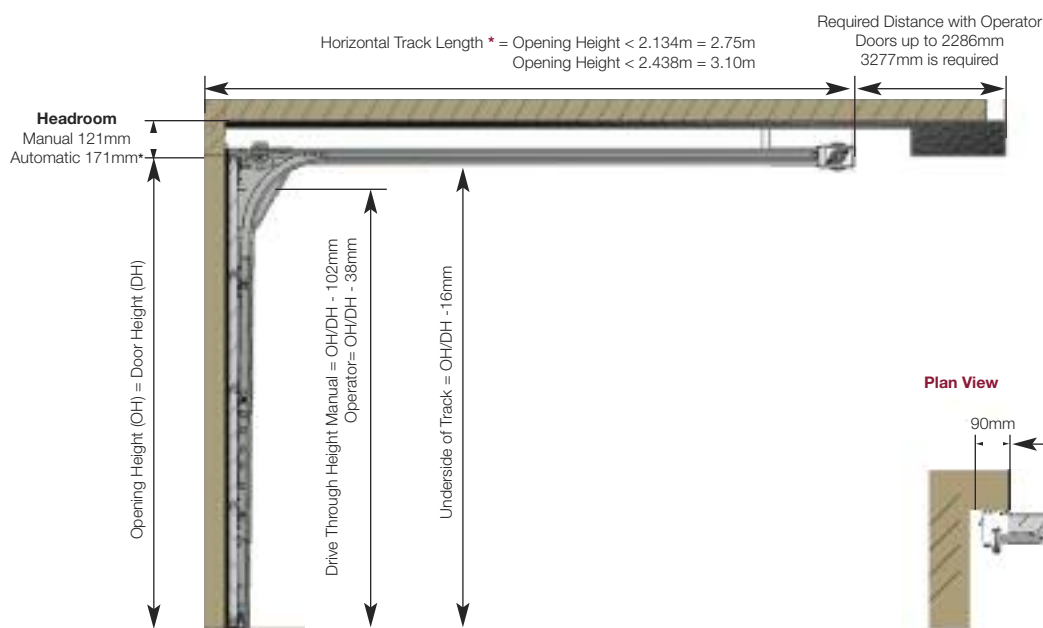 Horizontal Track Length * = Opening Height < 2.134m = 2.75m
Opening Height < 2.438m = 3.10m
Required Distance with Operator
Doors up to 2286mm
3277mm is required
Headroom
Manual 121mm
Automatic 171mm*
Opening Height (OH) = Door Height (DH)
Drive Through Height Manual = OH/DH - 102mm
Operator= OH/DH - 38mm
Underside of Track = OH/DH -16mm
Plan View
90mm